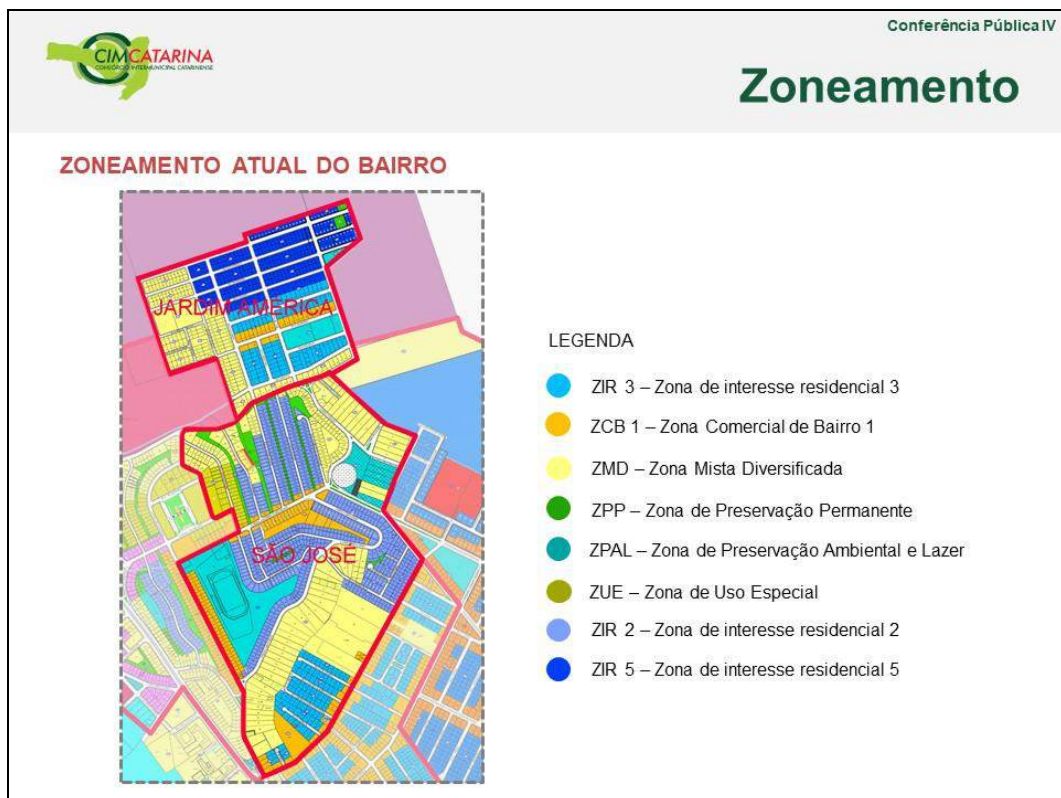 Conferência Pública IV
CIMCATARINA
CONSÓRCIO INTERMUNICIPAL CATARINENSE
Zoneamento
ZONEAMENTO ATUAL DO BAIRRO
JARDIM AMÉRICA
SÃO JOSÉ
LEGENDA
ZIR 3 – Zona de interesse residencial 3
ZCB 1 – Zona Comercial de Bairro 1
ZMD – Zona Mista Diversificada
ZPP – Zona de Preservação Permanente
ZPAL – Zona de Preservação Ambiental e Lazer
ZUE – Zona de Uso Especial
ZIR 2 – Zona de interesse residencial 2
ZIR 5 – Zona de interesse residencial 5